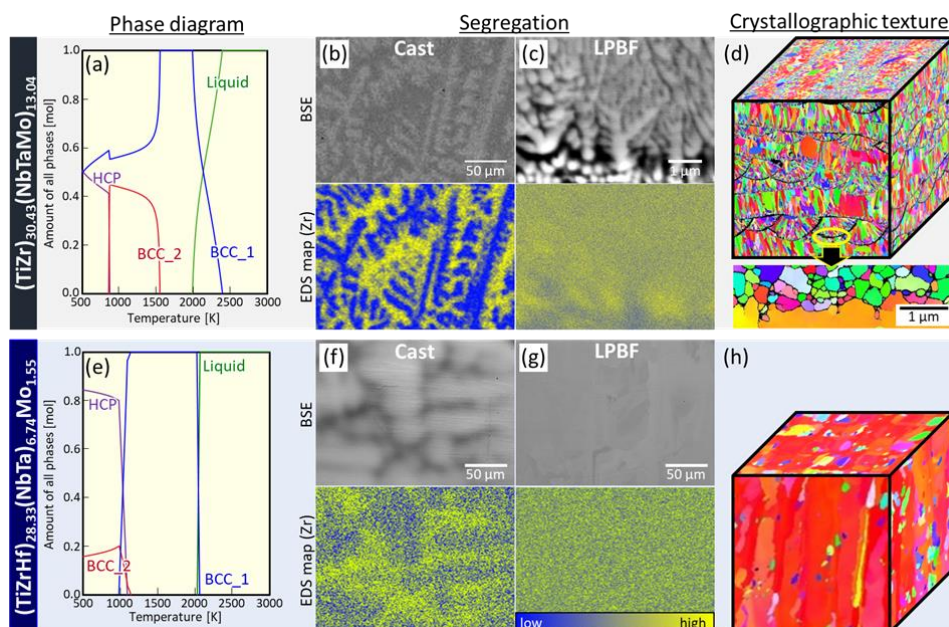 Phase diagram
Segregation
Crystallographic texture
(TiZr)30.43(NbTaMo)13.04
(a)
Amount of all phases [mol]
1.0
0.8
0.6
0.4
0.2
0.0
Liquid
HCP
BCC_2
BCC_1
500 1000 1500 2000 2500 3000
Temperature [K]
BSE
EDS map (Zr)
(b) Cast
50 µm
(c) LPBF
1 µm
(d)
1 µm
(TiZrHf)28.33(NbTa)6.74Mo1.55
(e)
Amount of all phases [mol]
1.0
0.8
0.6
0.4
0.2
0.0
Liquid
HCP
BCC_2
BCC_1
500 1000 1500 2000 2500 3000
Temperature [K]
BSE
EDS map (Zr)
(f) Cast
50 µm
(g) LPBF
50 µm
low high
(h)